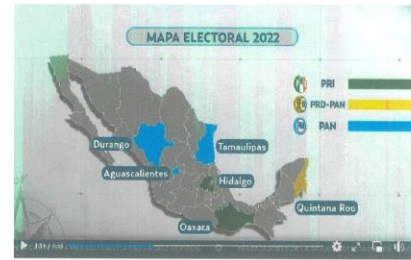 MAPA ELECTORAL 2022
PRI
PRD-PAN
PAN
Durango
Tamaulipas
Aguascalientes
Hidalgo
Quintana Roo
Oaxaca